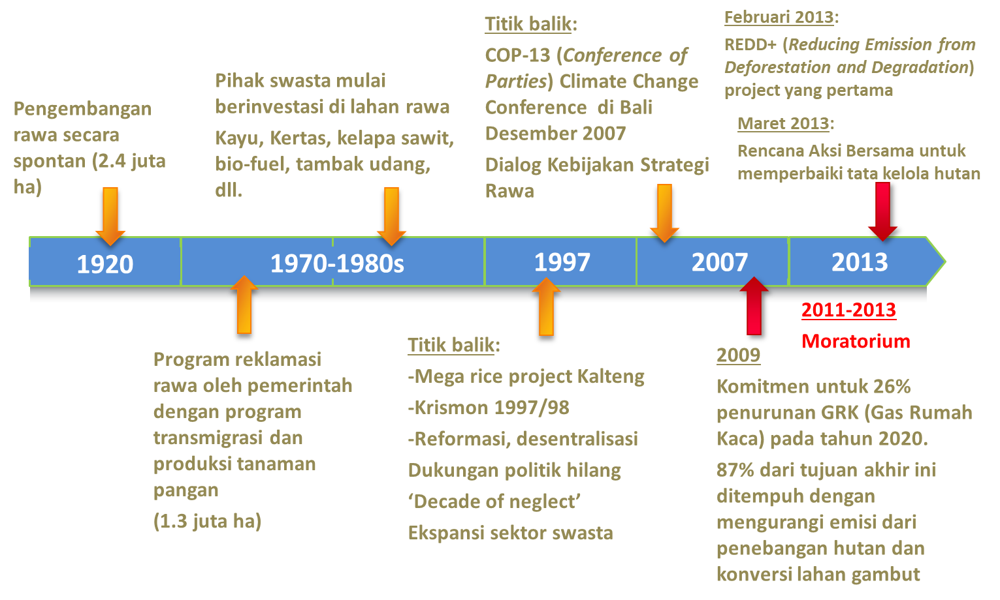 Pengembangan
rawa secara
spontan (2.4 juta
ha)
Pihak swasta mulai
berinvestasi di lahan rawa
Kayu, Kertas, kelapa sawit,
bio-fuel, tambak udang,
dll.
Titik balik:
COP-13 (Conference of
Parties) Climate Change
Conference di Bali
Desember 2007
Dialog Kebijakan Strategi
Rawa
Februari 2013:
REDD+ (Reducing Emission from
Deforestation and Degradation)
project yang pertama
Maret 2013:
Rencana Aksi Bersama untuk
memperbaiki tata kelola hutan
1920
1970-1980s
1997
2007
2013
Program reklamasi
rawa oleh pemerintah
dengan program
transmigrasi dan
produksi tanaman
pangan
(1.3 juta ha)
Titik balik:
-Mega rice project Kalteng
-Krismon 1997/98
-Reformasi, desentralisasi
Dukungan politik hilang
‘Decade of neglect’
Ekspansi sektor swasta
2011-2013
Moratorium
2009
Komitmen untuk 26%
penurunan GRK (Gas Rumah
Kaca) pada tahun 2020.
87% dari tujuan akhir ini
ditempuh dengan
mengurangi emisi dari
penebangan hutan dan
konversi lahan gambut